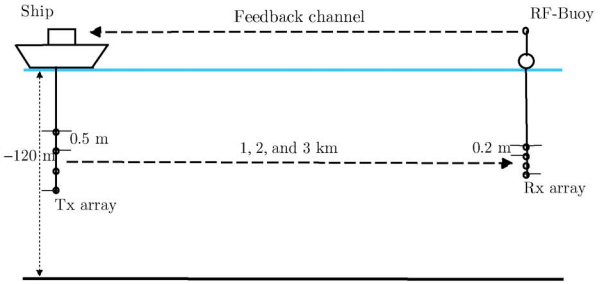 Ship
RF-Buoy
Feedback channel
0.5 m
1, 2, and 3 km
0.2 m
–120 m
Tx array
Rx array